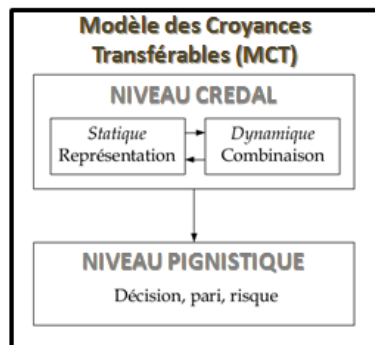 Modèle des Croyances
Transférables (MCT)
NIVEAU CREDAL
Statique
Représentation
Dynamique
Combinaison
NIVEAU PIGNISTIQUE
Décision, pari, risque